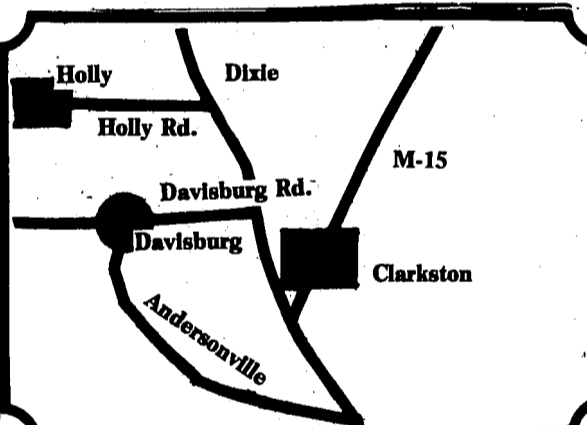 Holly
Dixie
Holly Rd.
M-15
Davisburg Rd.
Davisburg
Clarkston
Andersonville